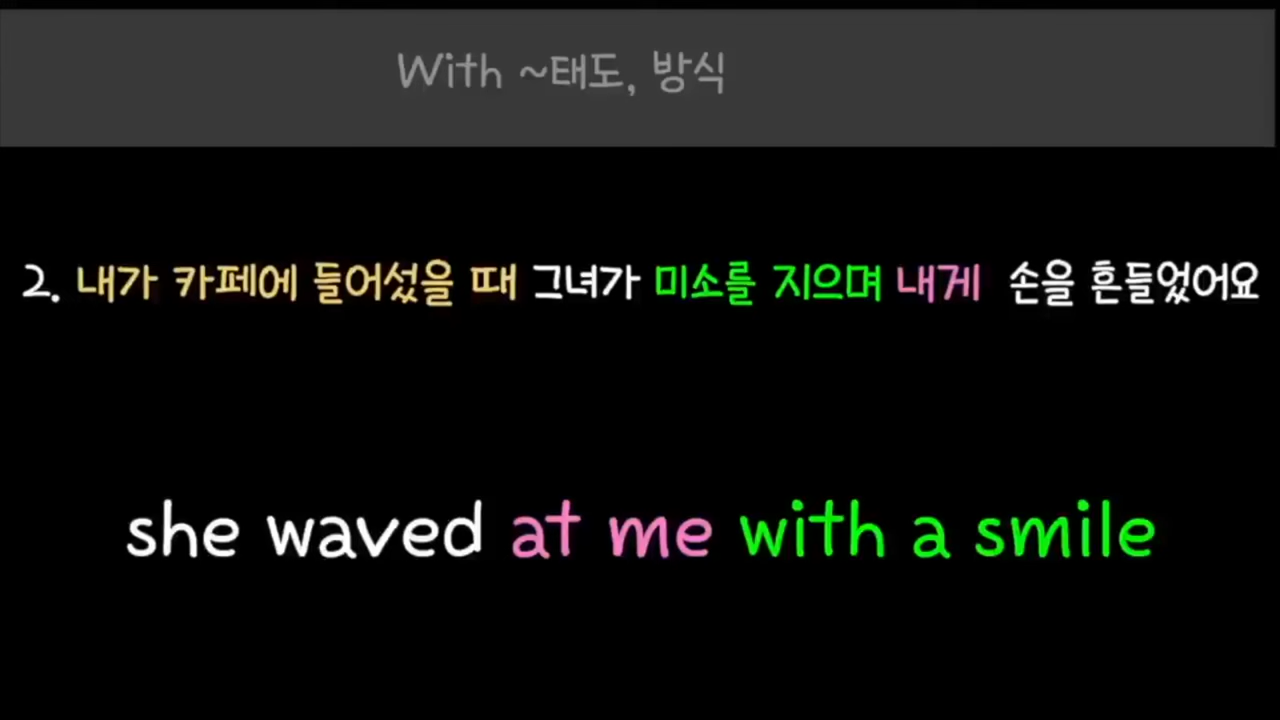 With ~태도, 방식
2. 내가 카페에 들어섰을 때 그녀가 미소를 지으며 내게 손을 흔들었어요
she waved at me with a smile